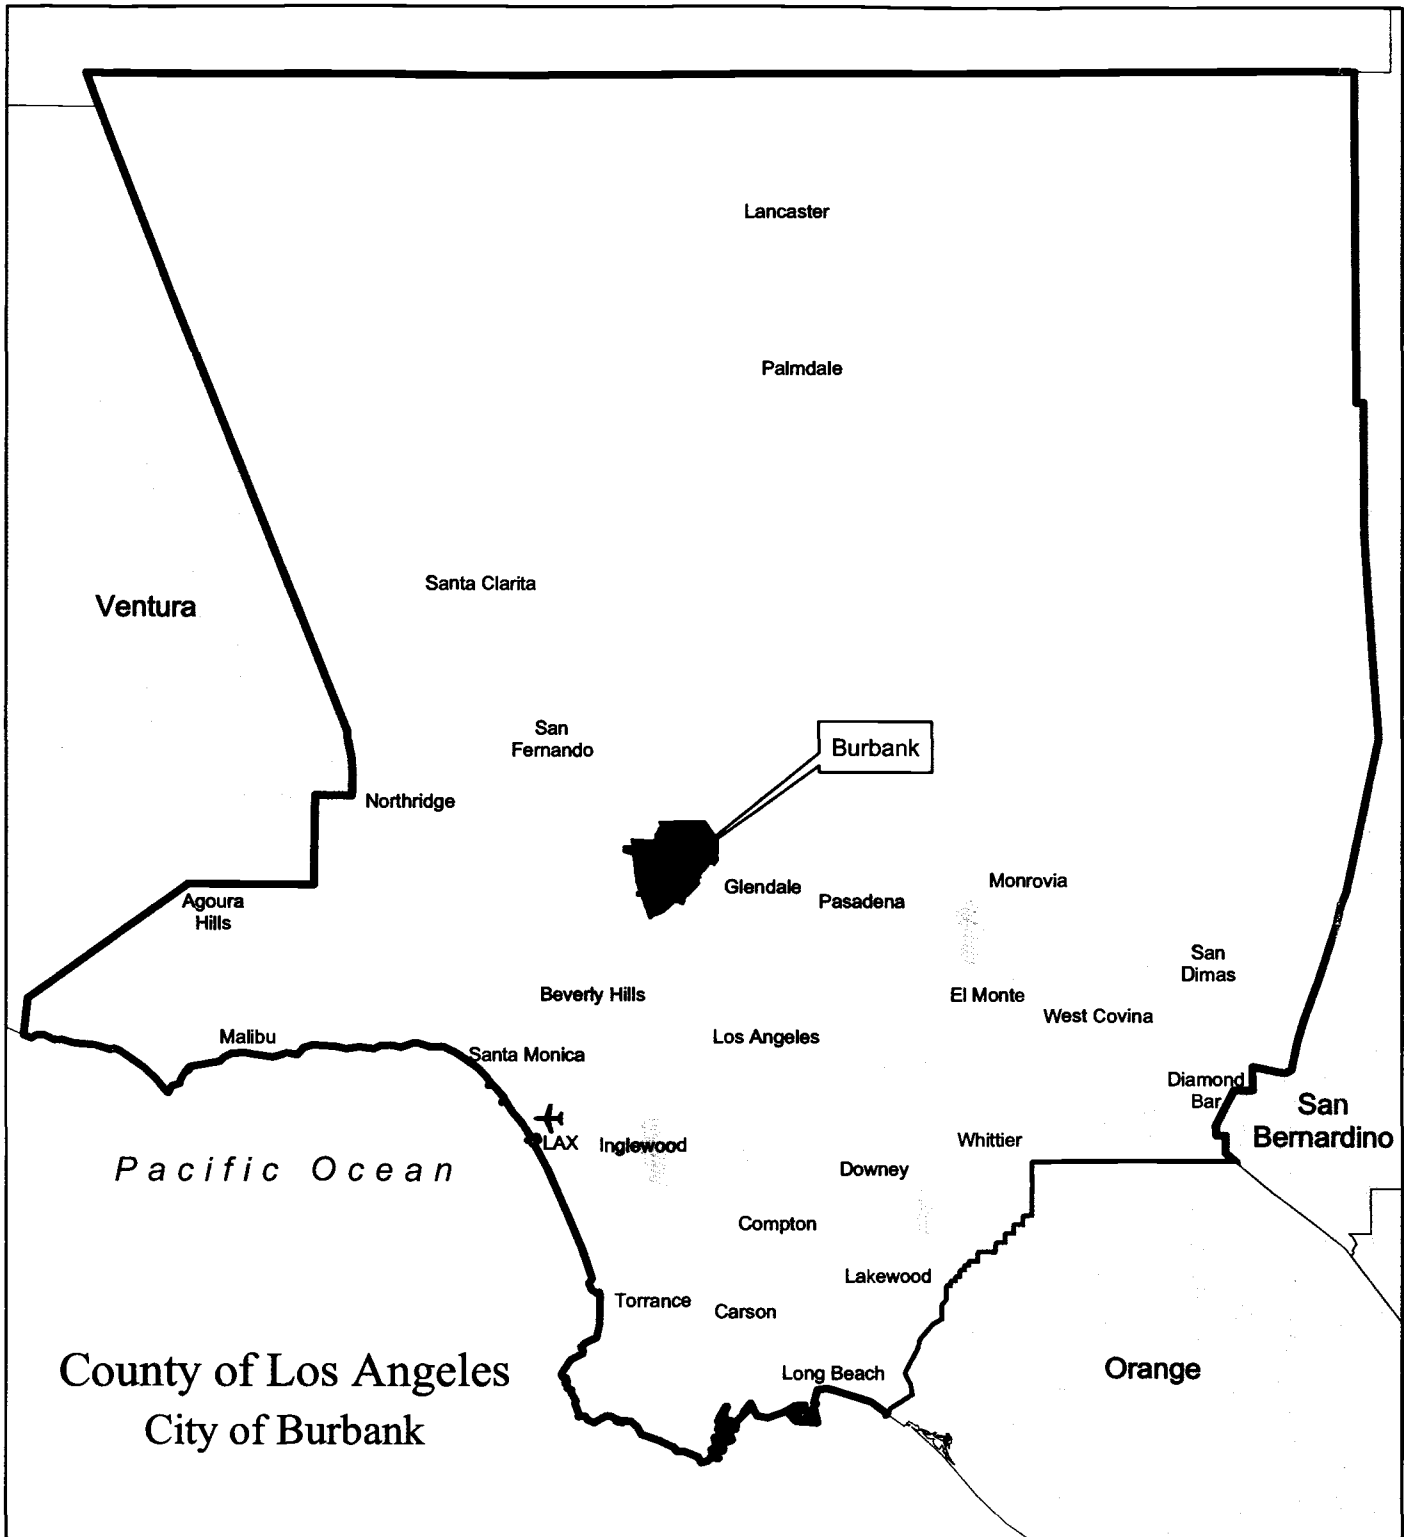 Lancaster
Palmdale
Santa Clarita
Ventura
San
Fernando
Burbank
Northridge
Glendale
Pasadena
Monrovia
Agoura
Hills
San
Dimas
Beverly Hills
El Monte
West Covina
Malibu
Santa Monica
Los Angeles
Diamond
Bar
San
Bernardino
LAX
Inglewood
Whittier
Pacific Ocean
Downey
Compton
Lakewood
Torrance
Carson
County of Los Angeles
City of Burbank
Long Beach
Orange